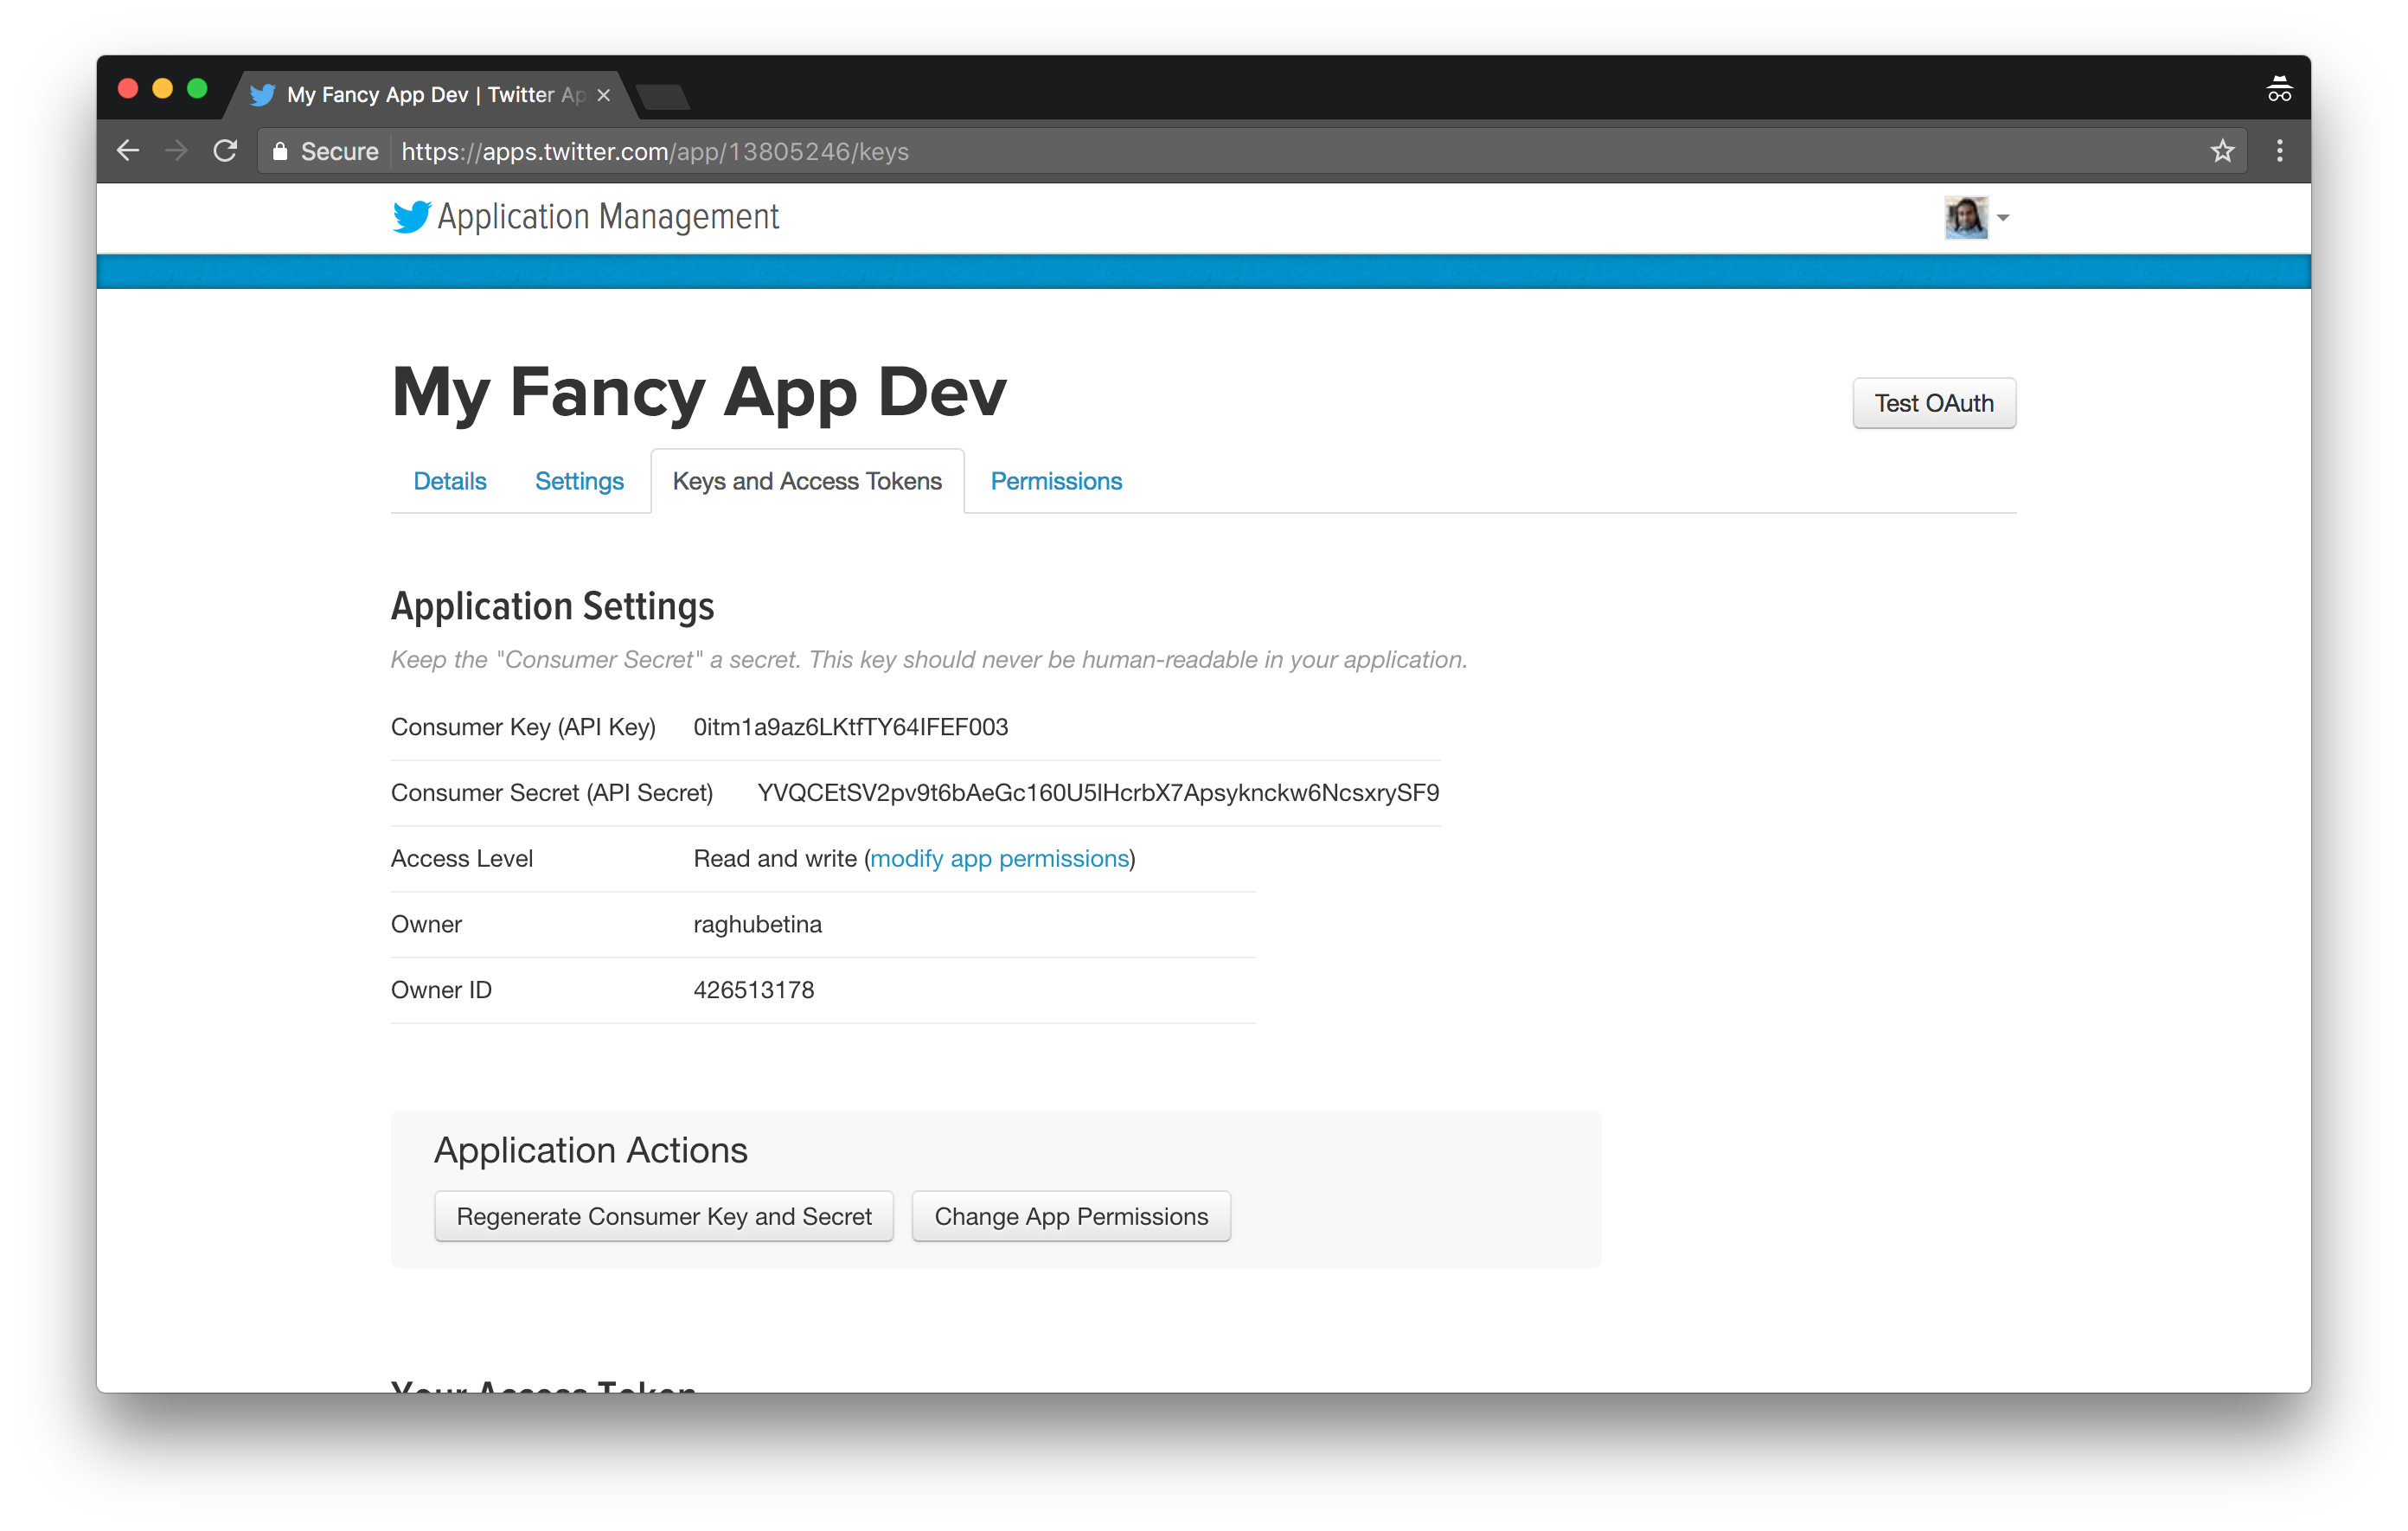 My Fancy App Dev | Twitter Ap
Secure https://apps.twitter.com/app/13805246/keys
Application Management
My Fancy App Dev
Test OAuth
Details Settings Keys and Access Tokens Permissions
Application Settings
Keep the "Consumer Secret" a secret. This key should never be human-readable in your application.
Consumer Key (API Key) 0itm1a9az6LKtfTY64IFEF003
Consumer Secret (API Secret) YVQCEtSV2pv9t6bAeGc160U5IHcrbX7Apsyknckw6NcsxrySF9
Access Level Read and write (modify app permissions)
Owner raghubetina
Owner ID 426513178
Application Actions
Regenerate Consumer Key and Secret Change App Permissions
Your Access Token